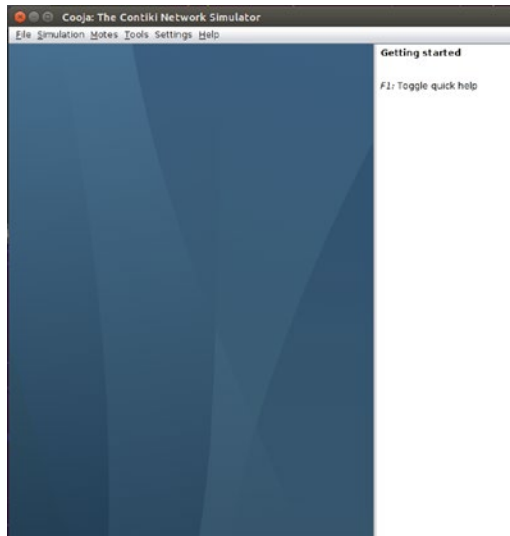 Cooja: The Contiki Network Simulator
File Simulation Motes Tools Settings Help
Getting started
F1: Toggle quick help